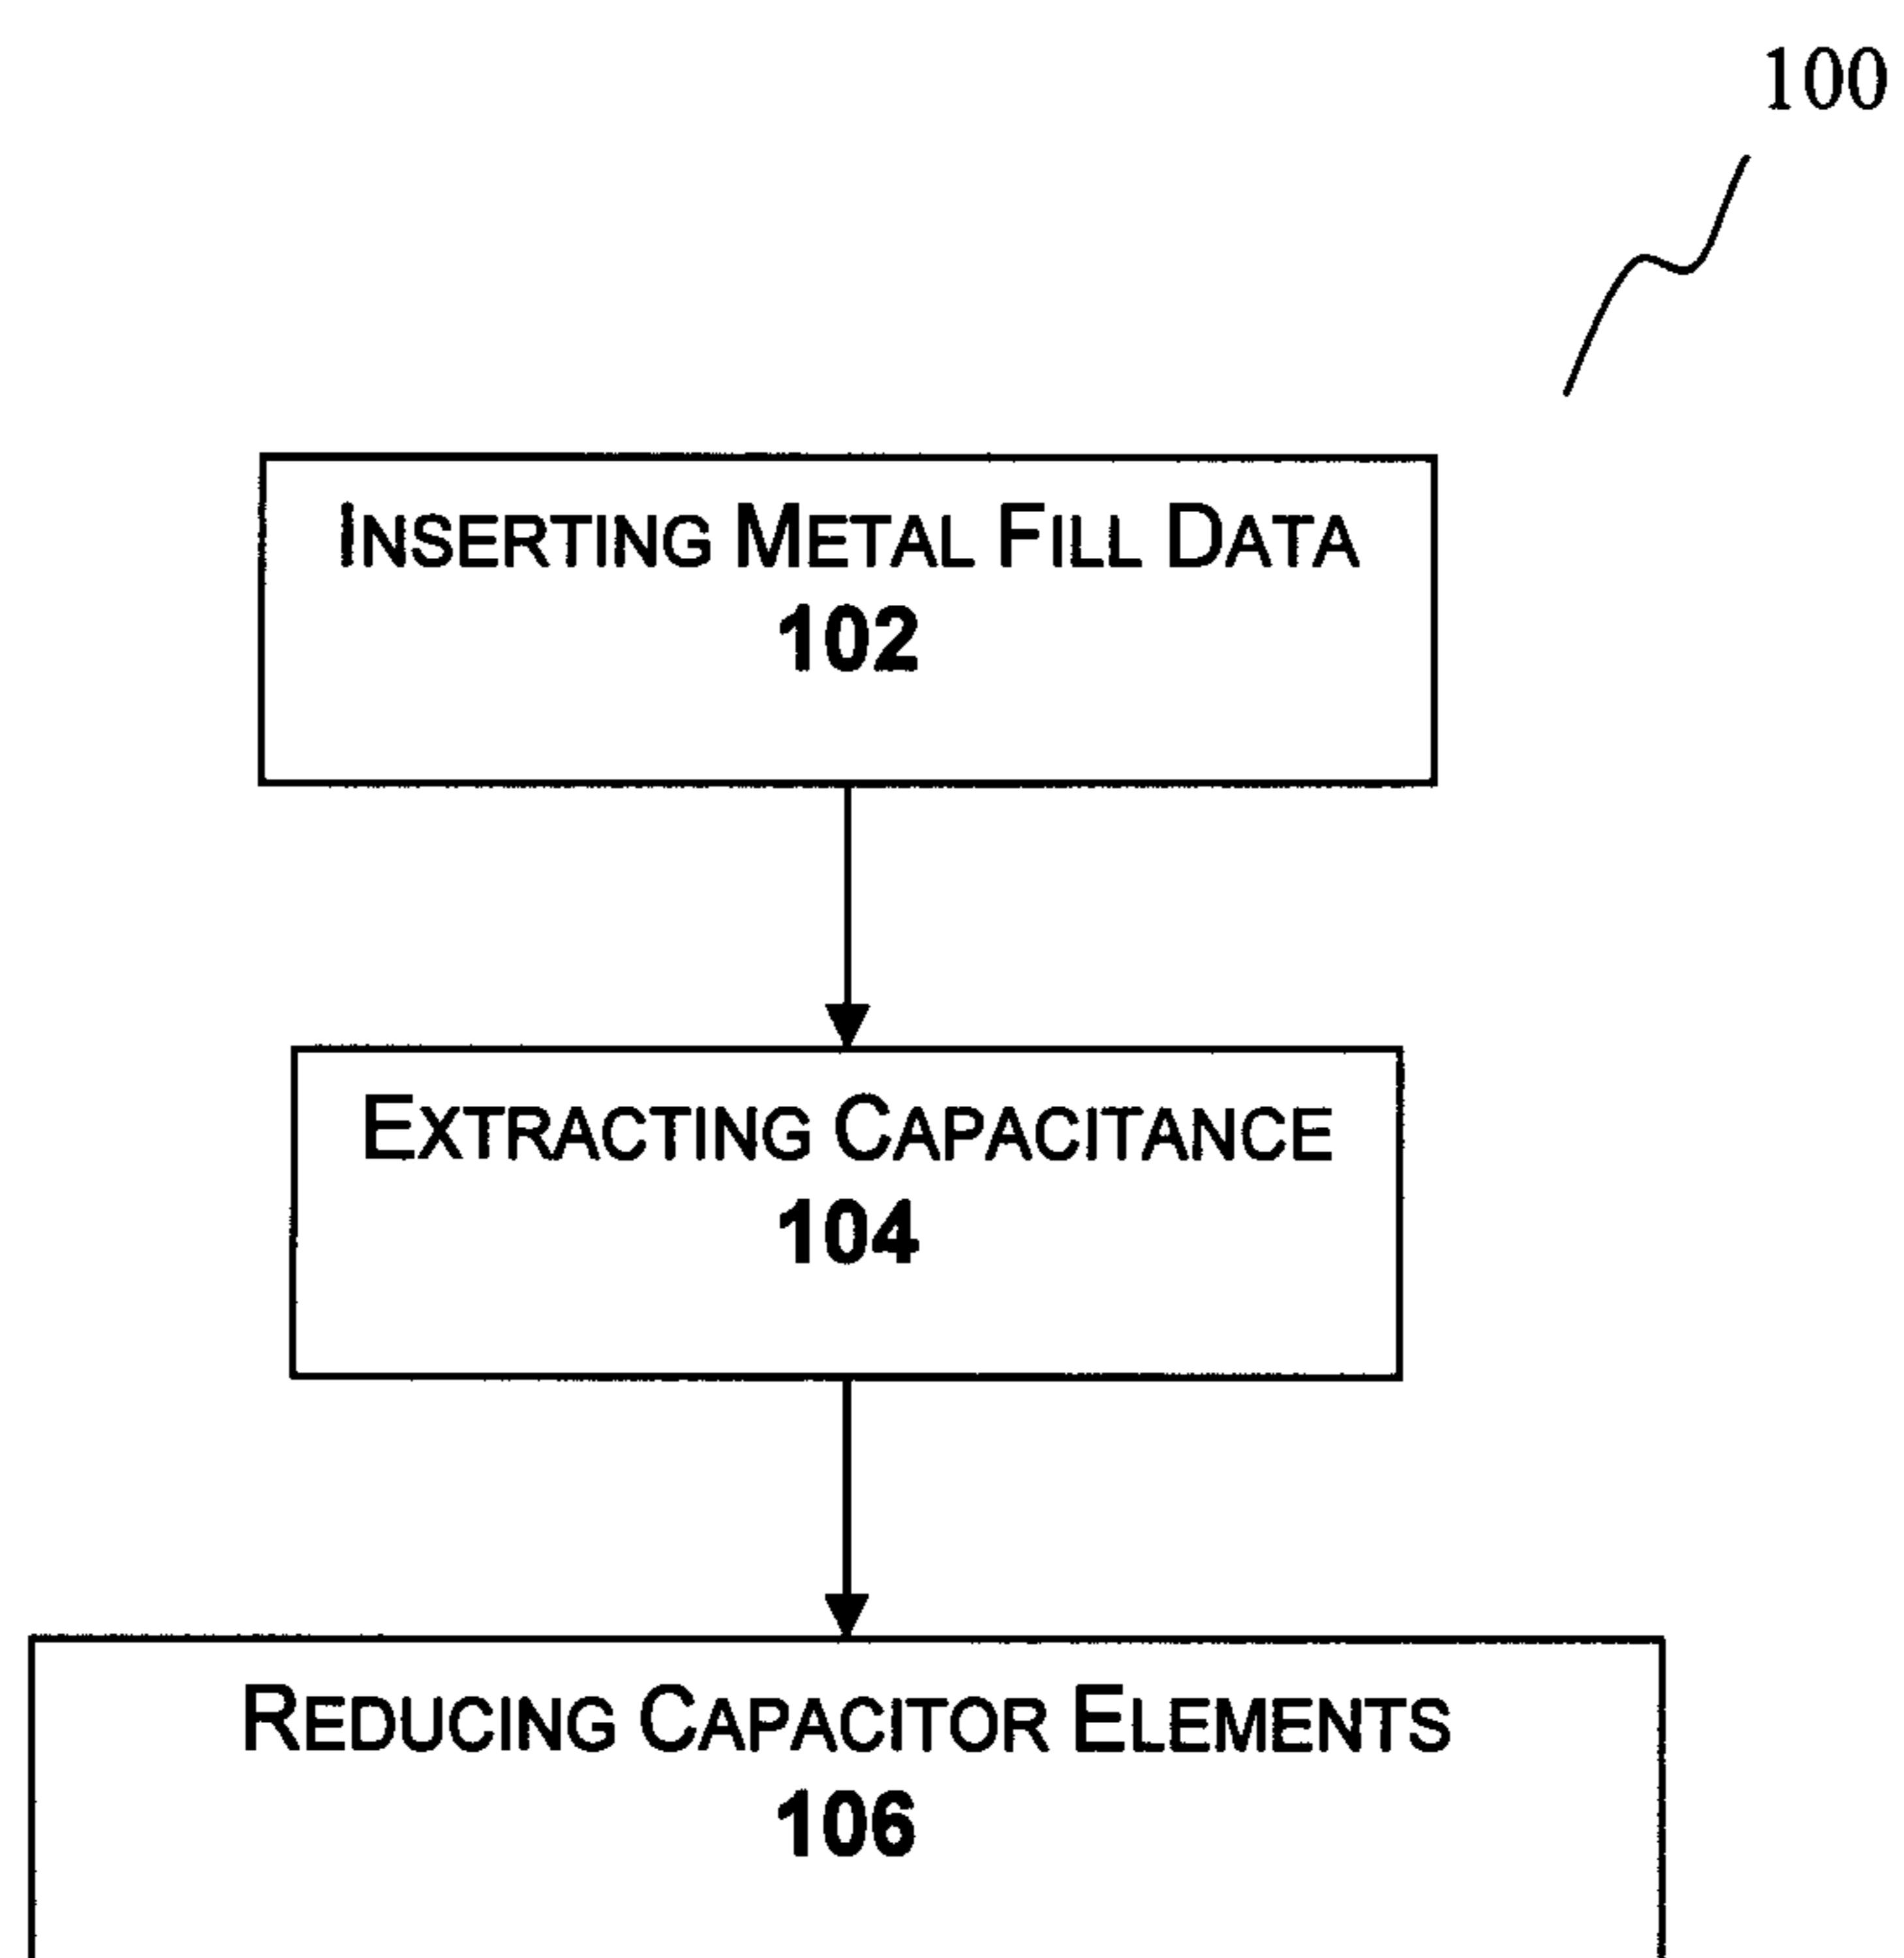 100
INSERTING METAL FILL DATA
102
EXTRACTING CAPACITANCE
104
REDUCING CAPACITOR ELEMENTS
106